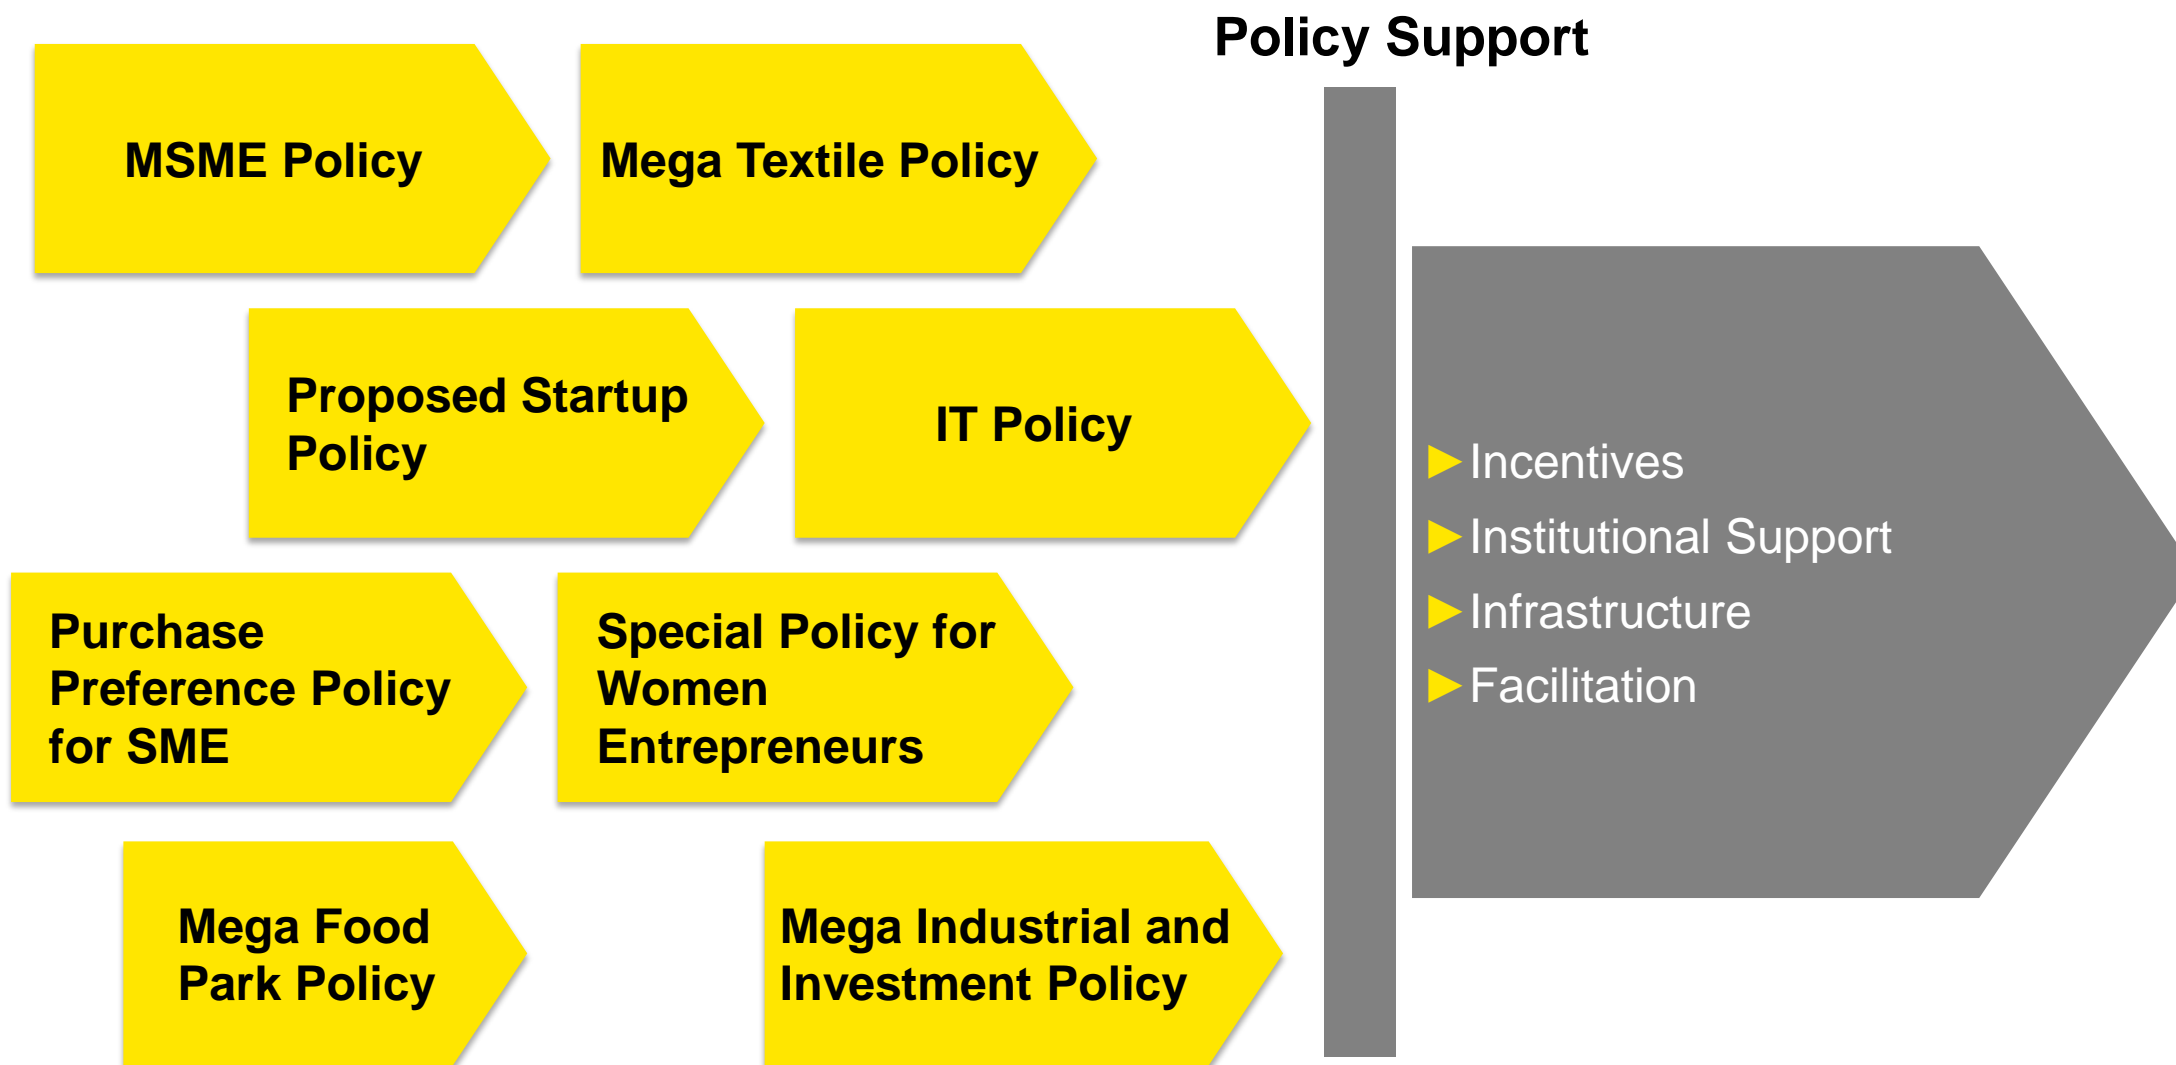 Policy Support
MSME Policy
Mega Textile Policy
Proposed Startup
Policy
IT Policy
Purchase
Preference Policy
for SME
Special Policy for
Women
Entrepreneurs
Mega Food
Park Policy
Mega Industrial and
Investment Policy
►Incentives
►Institutional Support
►Infrastructure
►Facilitation